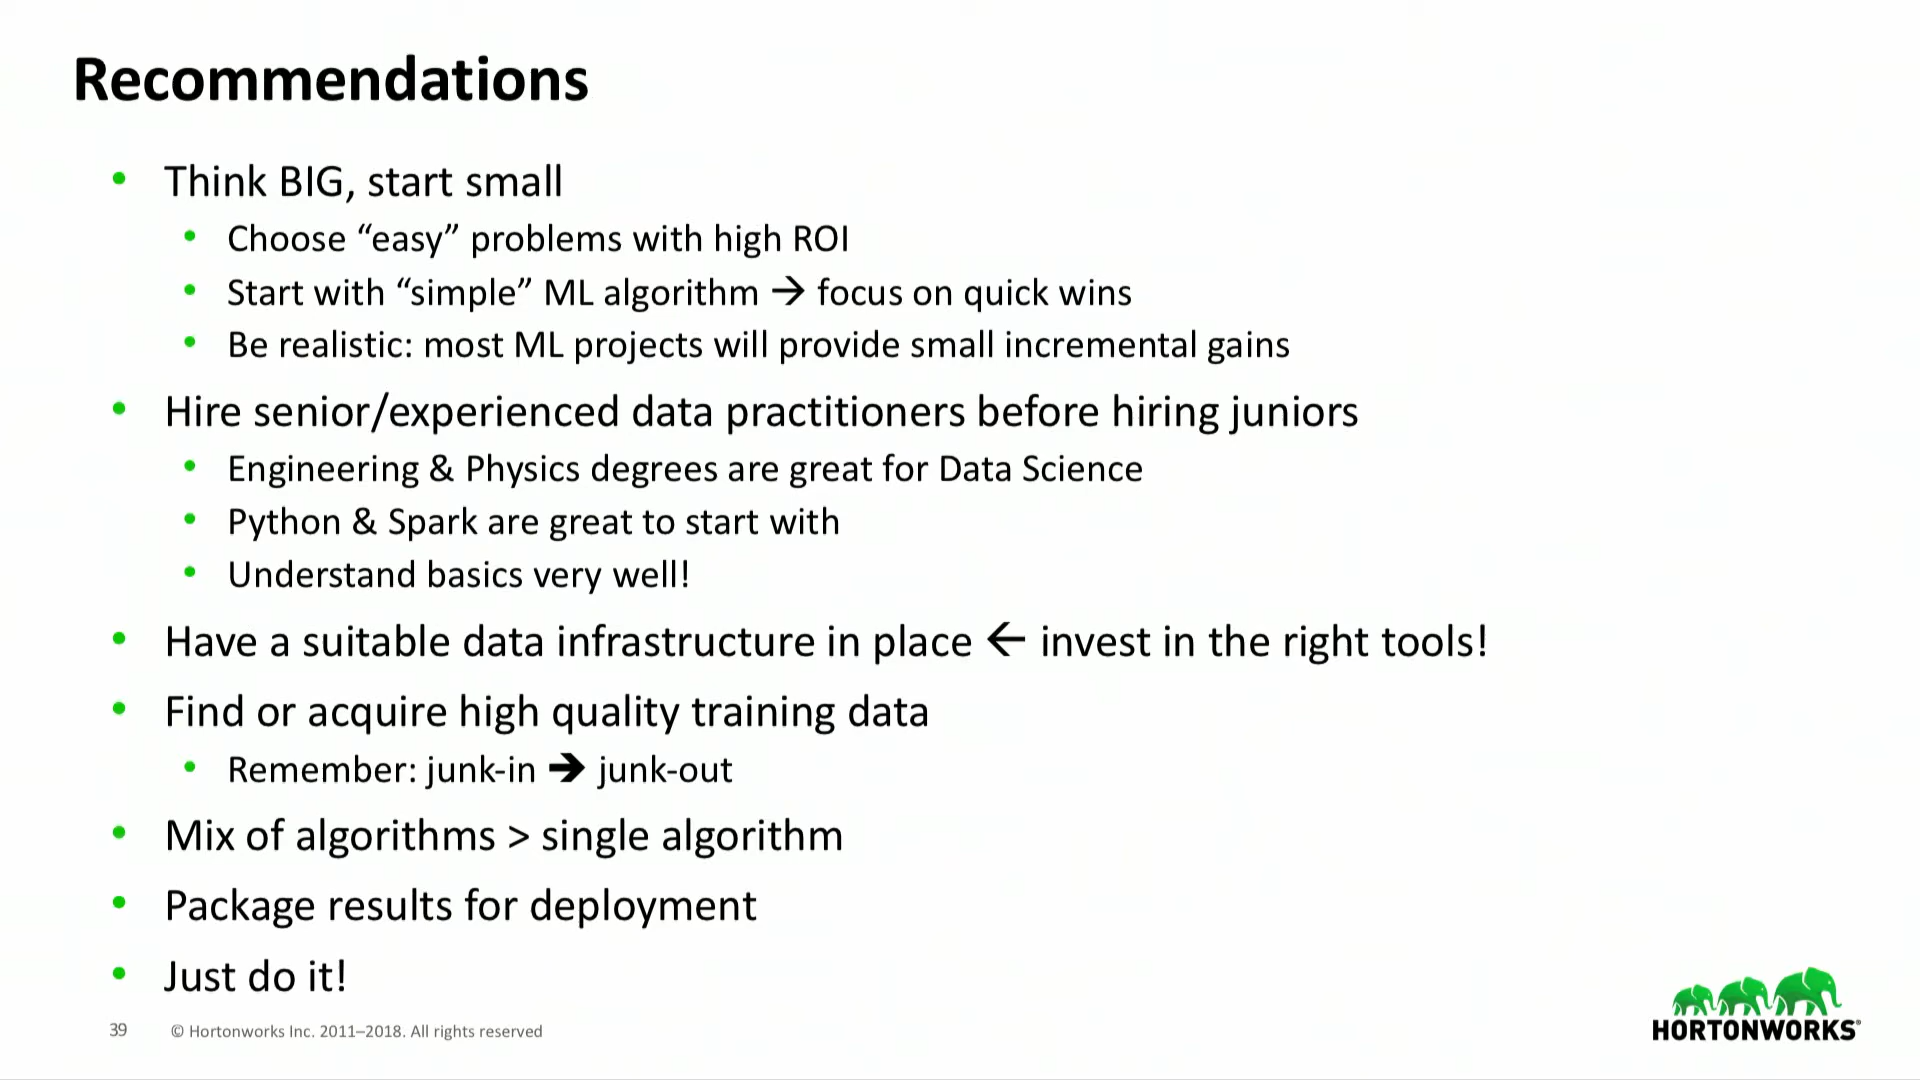 Recommendations
• Think BIG, start small
• Choose “easy” problems with high ROI
• Start with “simple” ML algorithm → focus on quick wins
• Be realistic: most ML projects will provide small incremental gains
• Hire senior/experienced data practitioners before hiring juniors
• Engineering & Physics degrees are great for Data Science
• Python & Spark are great to start with
• Understand basics very well!
• Have a suitable data infrastructure in place ← invest in the right tools!
• Find or acquire high quality training data
• Remember: junk-in ➔ junk-out
• Mix of algorithms > single algorithm
• Package results for deployment
• Just do it!
39 © Hortonworks Inc. 2011–2018. All rights reserved
HORTONWORKS®